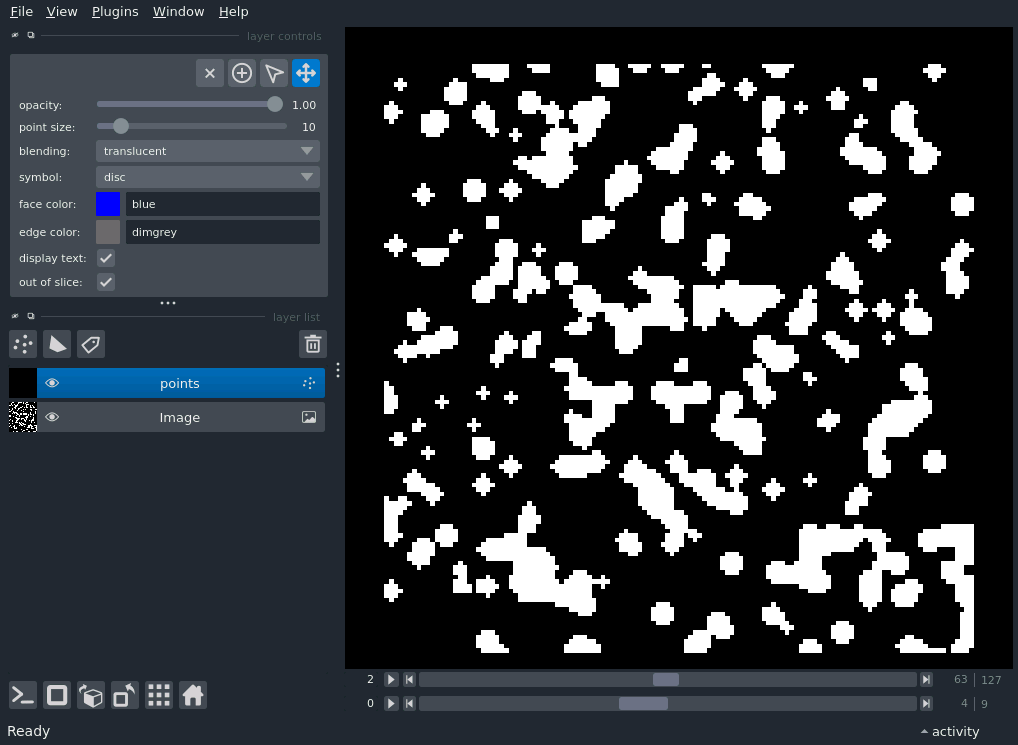 File View Plugins Window Help
layer controls
opacity: 1.00
point size: 10
blending: translucent
symbol: disc
face color: blue
edge color: dimgrey
display text:
out of slice:
layer list
points
Image
2 63 127
0 4 9
Ready activity